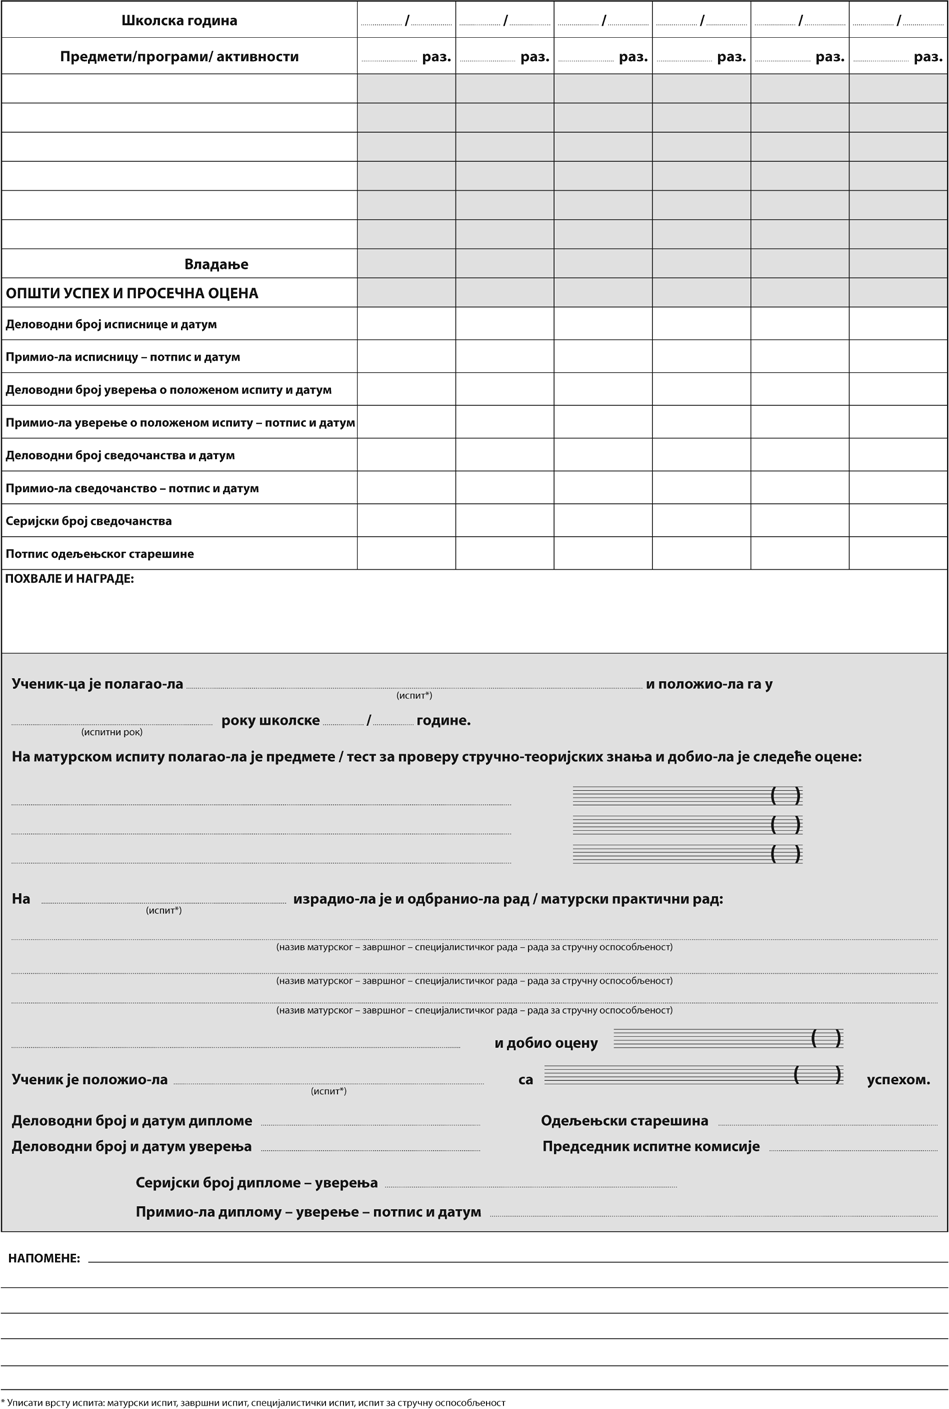 Школска година ............... / ............... ............... / ............... ............... / ............... ............... / ............... ............... / ............... ............... / ...............
Предмети/програми/ активности ............... раз. ............... раз. ............... раз. ............... раз. ............... раз. ............... раз.
Владање
ОПШТИ УСПЕХ И ПРОСЕЧНА ОЦЕНА
Деловодни број исписнице и датум
Примио-ла исписницу – потпис и датум
Деловодни број уверења о положеном испиту и датум
Примио-ла уверење о положеном испиту – потпис и датум
Деловодни број сведочанства и датум
Примио-ла сведочанство – потпис и датум
Серијски број сведочанства
Потпис одељењског старешине
ПОХВАЛЕ И НАГРАДЕ:
Ученик-ца је полагао-ла ............... и положио-ла га у
(испит*)
............... року школске ............... / ............... године.
(испитни рок)
На матурском испиту полагао-ла је предмете / тест за проверу стручно-теоријских знања и добио-ла је следеће оцене:
............... ( )
............... ( )
............... ( )
На ............... израдио-ла је и одбранио-ла рад / матурски практични рад:
(испит*)
(назив матурског – завршног – специјалистичког рада – рада за стручну оспособљеност)
(назив матурског – завршног – специјалистичког рада – рада за стручну оспособљеност)
(назив матурског – завршног – специјалистичког рада – рада за стручну оспособљеност)
............... и добио оцену ( )
Ученик је положио-ла ............... са ( ) успехом.
(испит*)
Деловодни број и датум дипломе ............... Одељењски старешина ...............
Деловодни број и датум уверења ............... Председник испитне комисије ...............
Серијски број дипломе – уверења ...............
Примио-ла диплому – уверење – потпис и датум ...............
НАПОМЕНЕ:
* Уписати врсту испита: матурски испит, завршни испит, специјалистички испит, испит за стручну оспособљеност